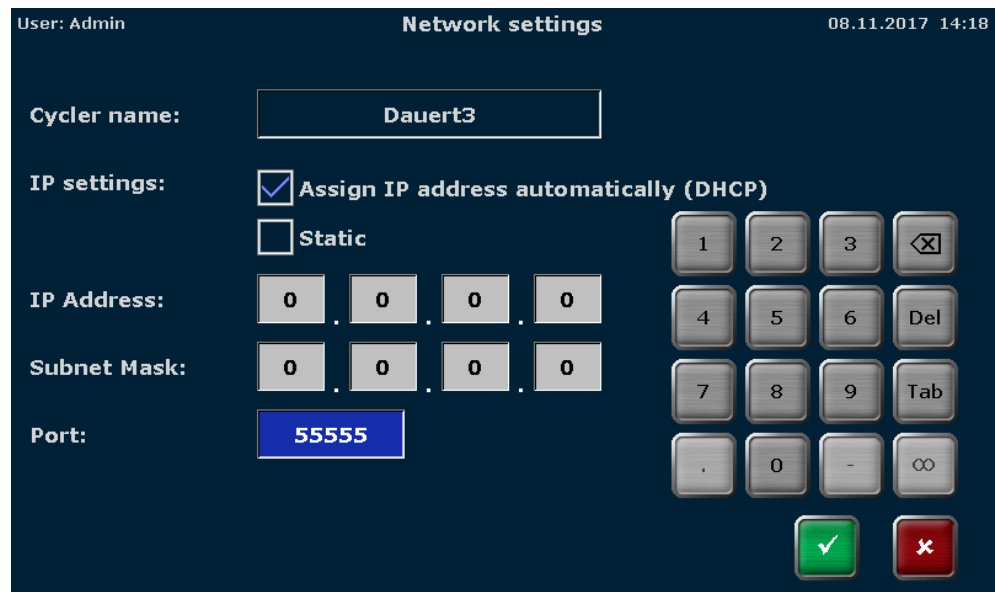 User: Admin Network settings 08.11.2017 14:18
Cycler name: Dauert3
IP settings: Assign IP address automatically (DHCP)
Static
1 2 3
IP Address: 0 . 0 . 0 . 0
4 5 6 Del
Subnet Mask: 0 . 0 . 0 . 0
7 8 9 Tab
Port: 55555
. 0 - ∞